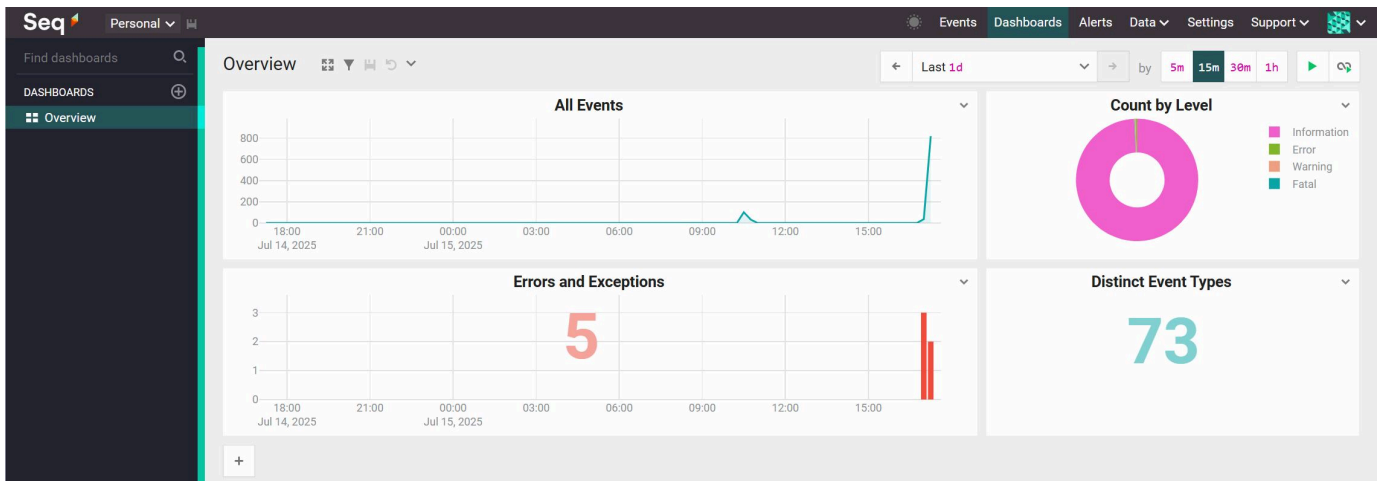 Seq Personal Events Dashboards Alerts Data Settings Support
Find dashboards
DASHBOARDS
Overview
Overview Last 1d by 5m 15m 30m 1h
All Events
800
600
400
200
0
18:00 21:00 00:00 03:00 06:00 09:00 12:00 15:00
Jul 14, 2025 Jul 15, 2025
Count by Level
Information
Error
Warning
Fatal
Errors and Exceptions
5
3
2
1
0
18:00 21:00 00:00 03:00 06:00 09:00 12:00 15:00
Jul 14, 2025 Jul 15, 2025
Distinct Event Types
73
+